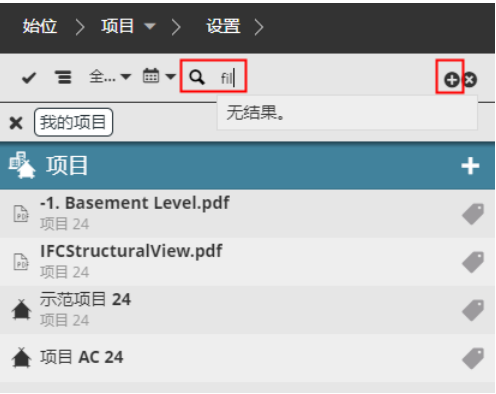 始位 > 项目 > 设置 >
全... fil
无结果。
我的项目
项目
-1. Basement Level.pdf
项目 24
IFCStructuralView.pdf
项目 24
示范项目 24
项目 24
项目 AC 24